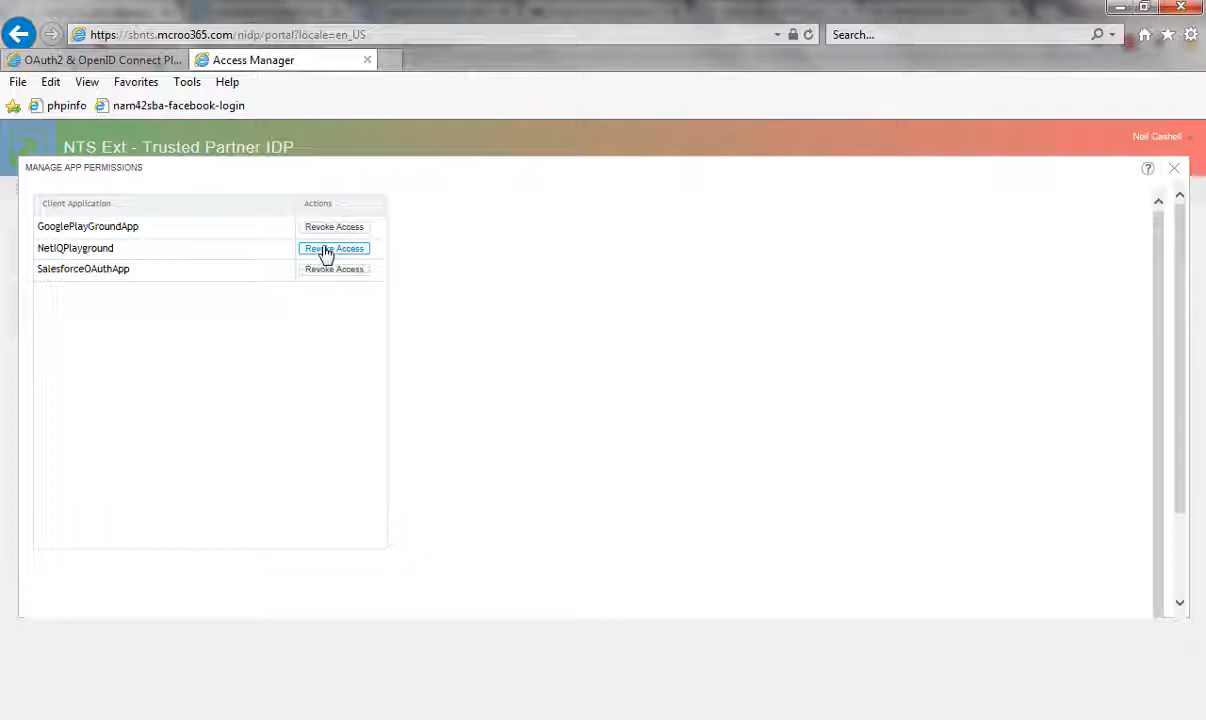 https://sbnts.mcroo365.com/nidp/portal?locale=en_US
Search...
OAuth2 & OpenID Connect Pl...
Access Manager
File Edit View Favorites Tools Help
phpinfo nam42sba-facebook-login
NTS Ext - Trusted Partner IDP
Neil Cashell
MANAGE APP PERMISSIONS
Client Application Actions
GooglePlayGroundApp Revoke Access
NetIQPlayground Revoke Access
SalesforceOAuthApp Revoke Access